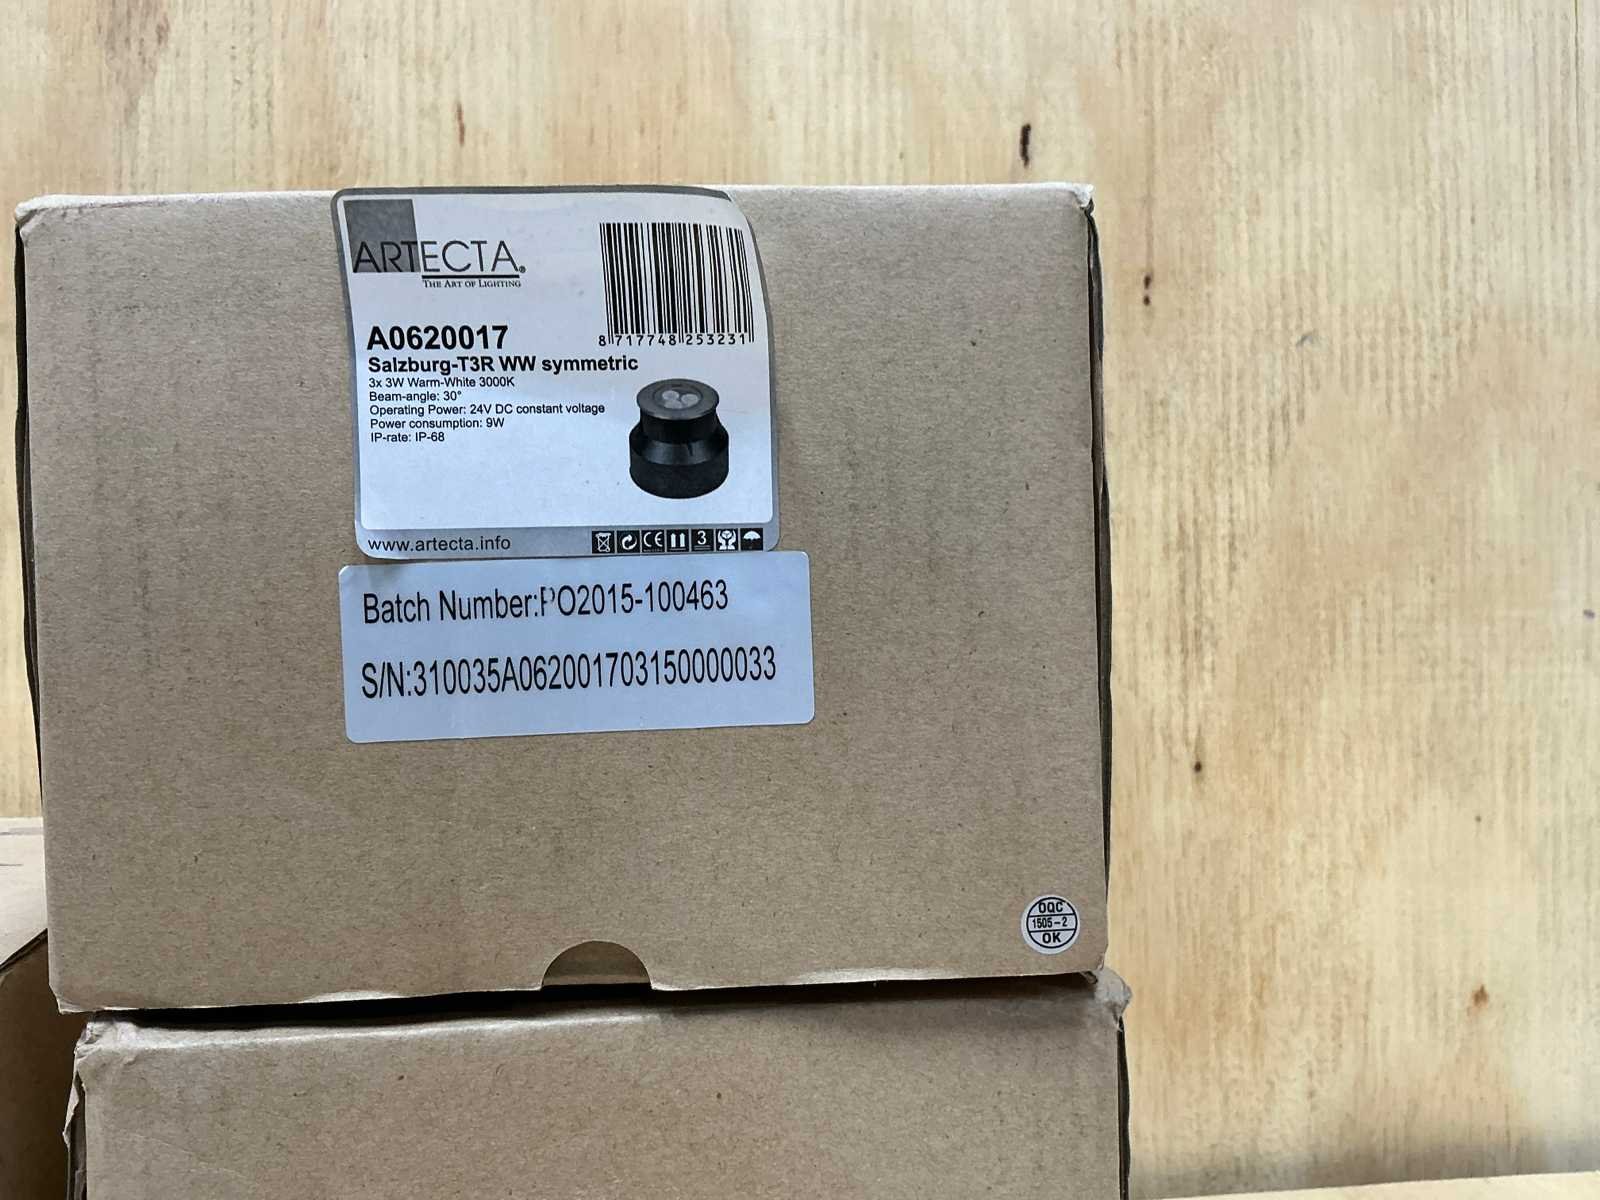 ARTECTA®
THE ART OF LIGHTING
8 717748 253231
A0620017
Salzburg-T3R WW symmetric
3x 3W Warm-White 3000K
Beam-angle: 30°
Operating Power: 24V DC constant voltage
Power consumption: 9W
IP-rate: IP-68
www.artecta.info
CE
3
Batch Number:PO2015-100463
S/N:310035A062001703150000033
OQC
1505-2
OK